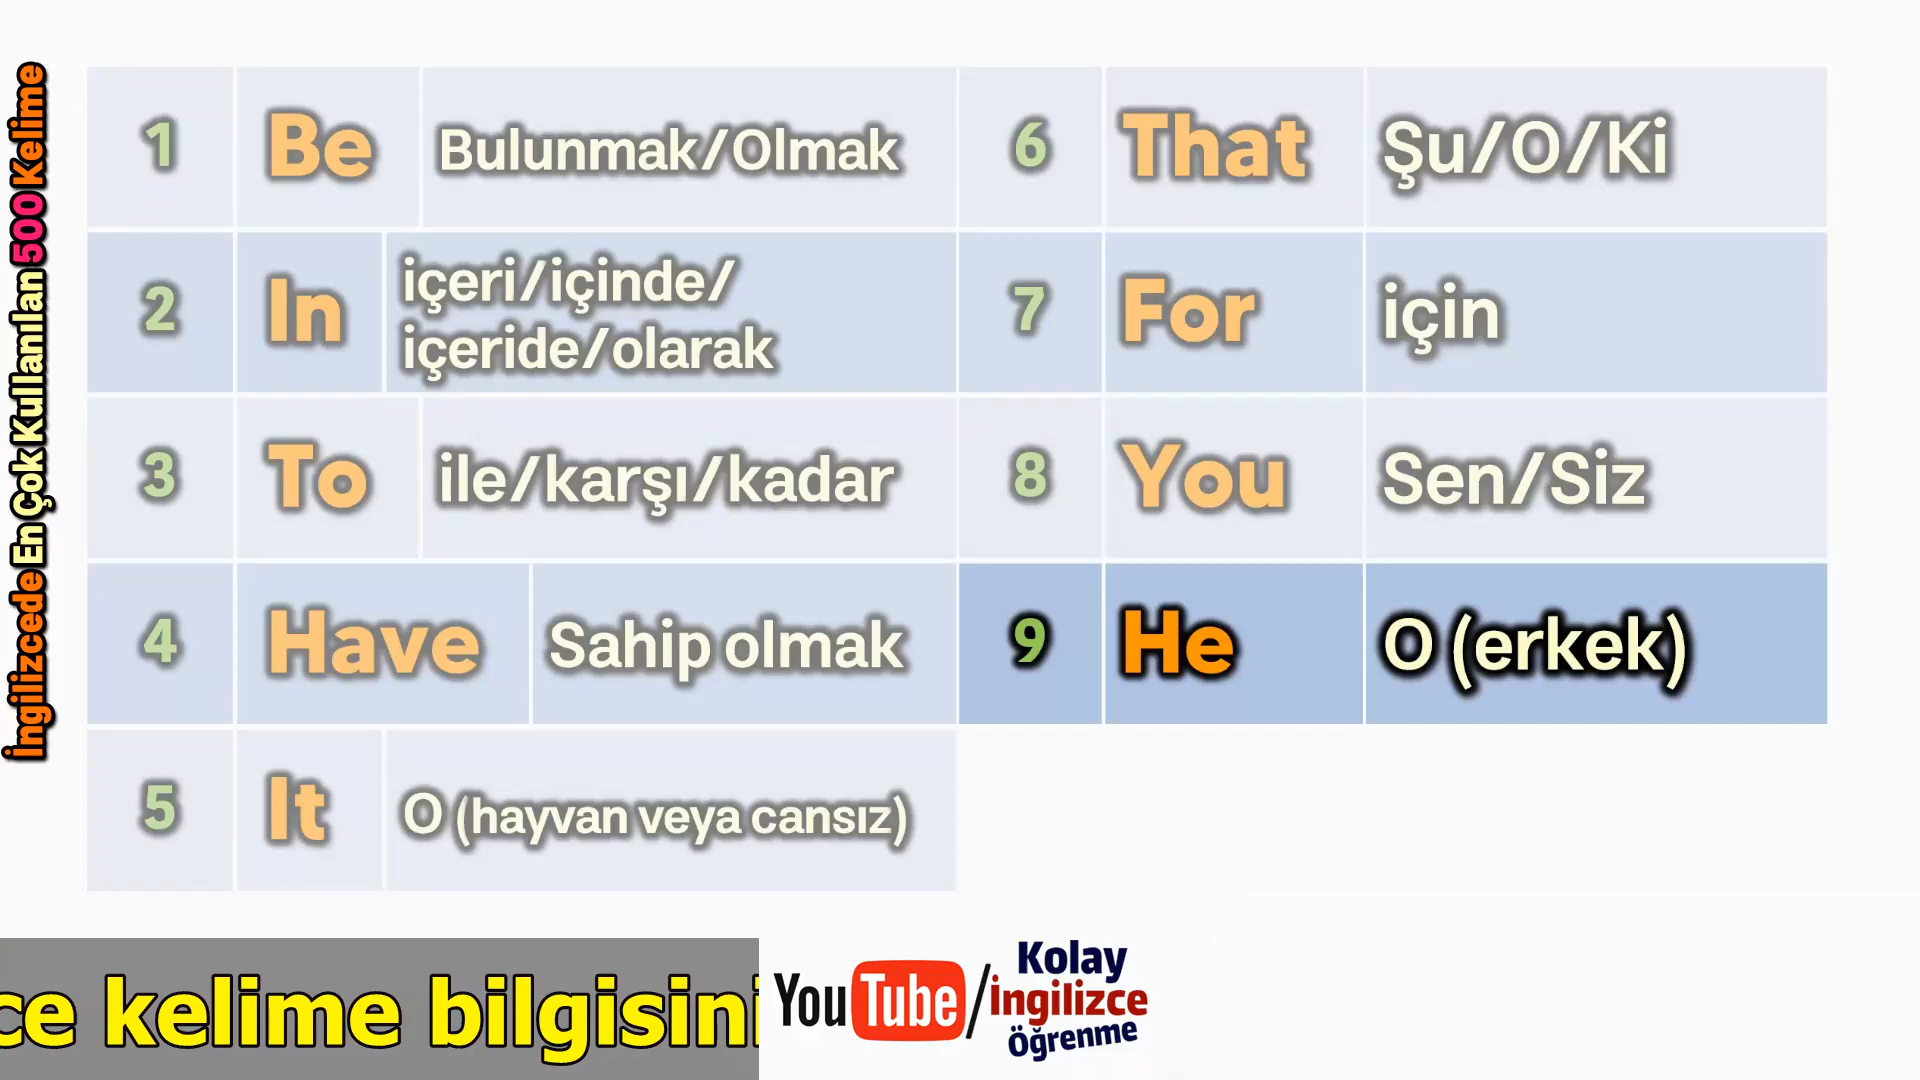 İngilizcede En Çok Kullanılan 500 Kelime
1 Be Bulunmak/Olmak
2 In içeri/içinde/
içeride/olarak
3 To ile/karşı/kadar
4 Have Sahip olmak
5 It O (hayvan veya cansız)
6 That Şu/O/Ki
7 For için
8 You Sen/Siz
9 He O (erkek)
kelime bilgisini
YouTube/
Kolay
İngilizce
Öğrenme